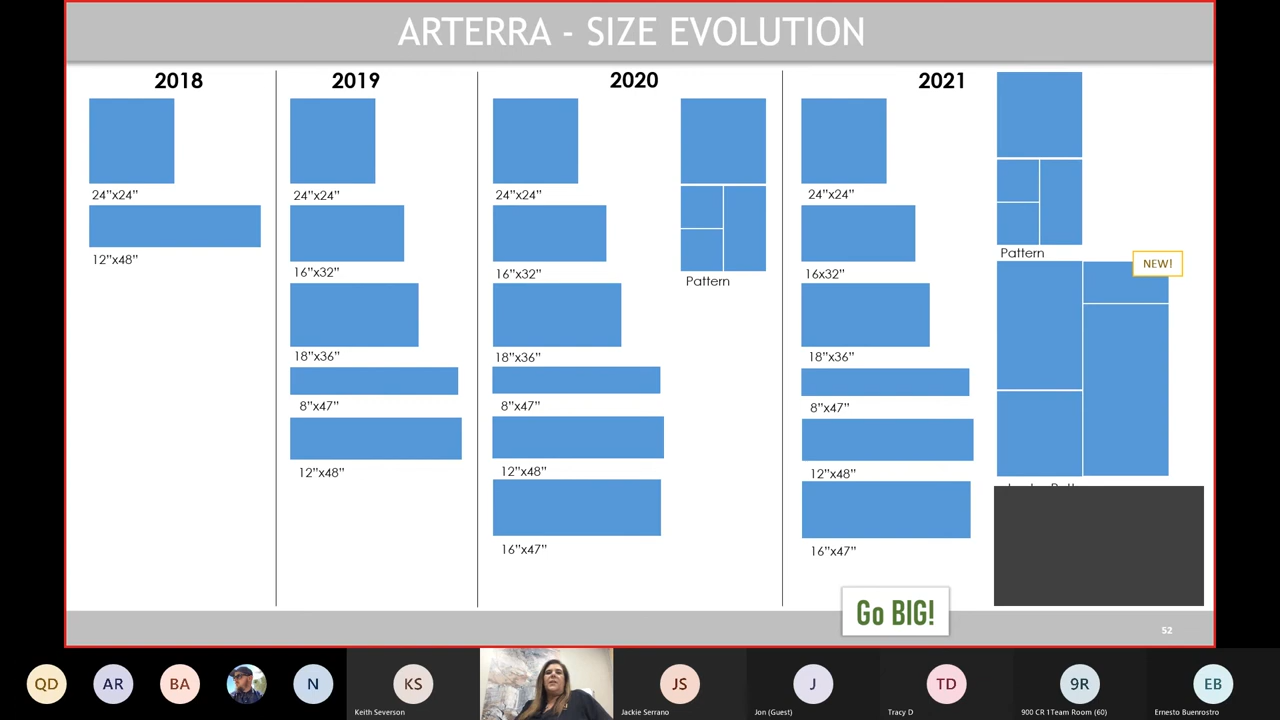 ARTERRA - SIZE EVOLUTION
2018
24”x24”
12”x48”
2019
24”x24”
16”x32”
18”x36”
8”x47”
12”x48”
2020
24”x24”
16”x32”
18”x36”
8”x47”
12”x48”
16”x47”
Pattern
2021
24”x24”
16x32”
18”x36”
8”x47”
12”x48”
16”x47”
Pattern
NEW!
Go BIG!
52
QD
AR
BA
N
KS
JS
J
TD
9R
EB
Keith Severson
Jackie Serrano
Jon (Guest)
Tracy D
900 CR 1Team Room (60)
Ernesto Buenrostro